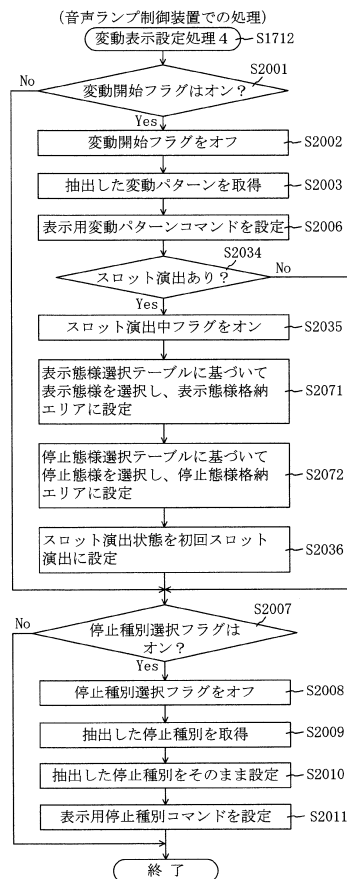 (音声ランプ制御装置での処理)
変動表示設定処理4
S1712
S2001
No
変動開始フラグはオン?
Yes
変動開始フラグをオフ
S2002
抽出した変動パターンを取得
S2003
表示用変動パターンコマンドを設定
S2006
S2034
No
スロット演出あり?
Yes
スロット演出中フラグをオン
S2035
表示態様選択テーブルに基づいて
表示態様を選択し、表示態様格納
エリアに設定
S2071
停止態様選択テーブルに基づいて
停止態様を選択し、停止態様格納
エリアに設定
S2072
スロット演出状態を初回スロット
演出に設定
S2036
S2007
No
停止種別選択フラグは
オン?
Yes
停止種別選択フラグをオフ
S2008
抽出した停止種別を取得
S2009
抽出した停止種別をそのまま設定
S2010
表示用停止種別コマンドを設定
S2011
終了